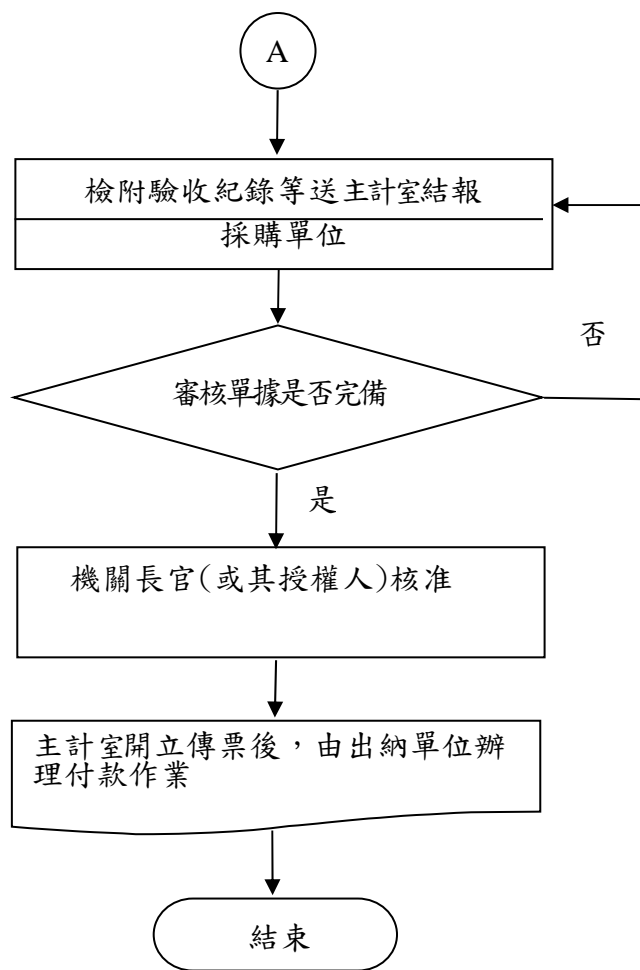 A
檢附驗收紀錄等送主計室結報
採購單位
否
審核單據是否完備
是
機關長官(或其授權人)核准
主計室開立傳票後，由出納單位辦
理付款作業
結束